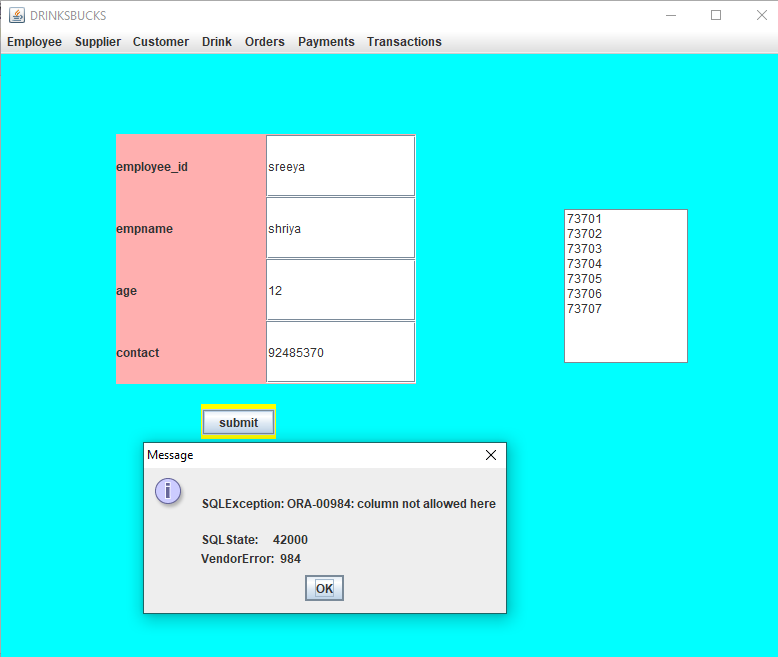 DRINKSBUCKS
Employee Supplier Customer Drink Orders Payments Transactions
employee_id sreeya
empname shriya
age 12
contact 92485370
73701
73702
73703
73704
73705
73706
73707
submit
Message
SQLException: ORA-00984: column not allowed here
SQLState: 42000
VendorError: 984
OK